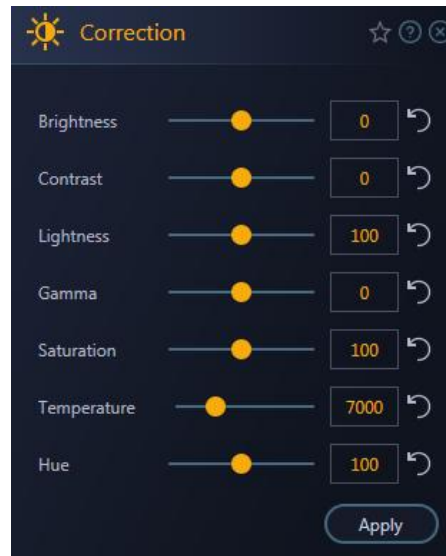 Correction
Brightness 0
Contrast 0
Lightness 100
Gamma 0
Saturation 100
Temperature 7000
Hue 100
Apply